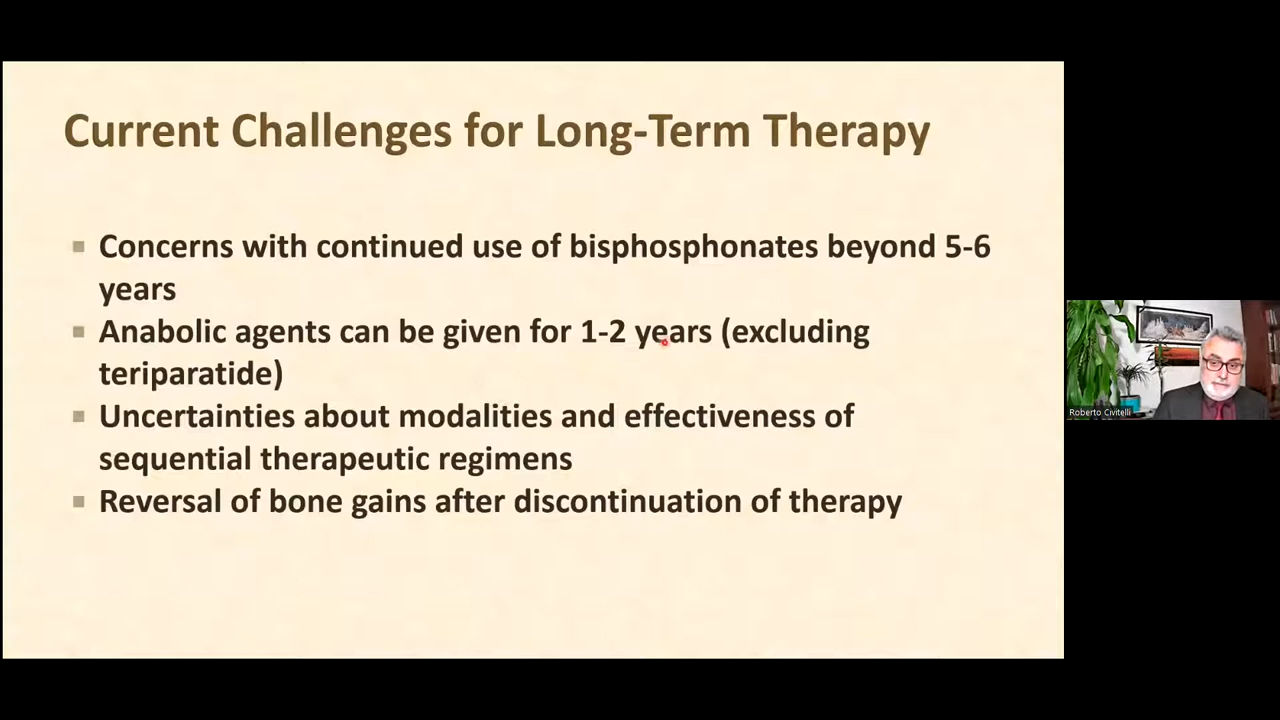 Current Challenges for Long-Term Therapy
Concerns with continued use of bisphosphonates beyond 5-6
years
Anabolic agents can be given for 1-2 years (excluding
teriparatide)
Uncertainties about modalities and effectiveness of
sequential therapeutic regimens
Reversal of bone gains after discontinuation of therapy
Roberto Civitelli